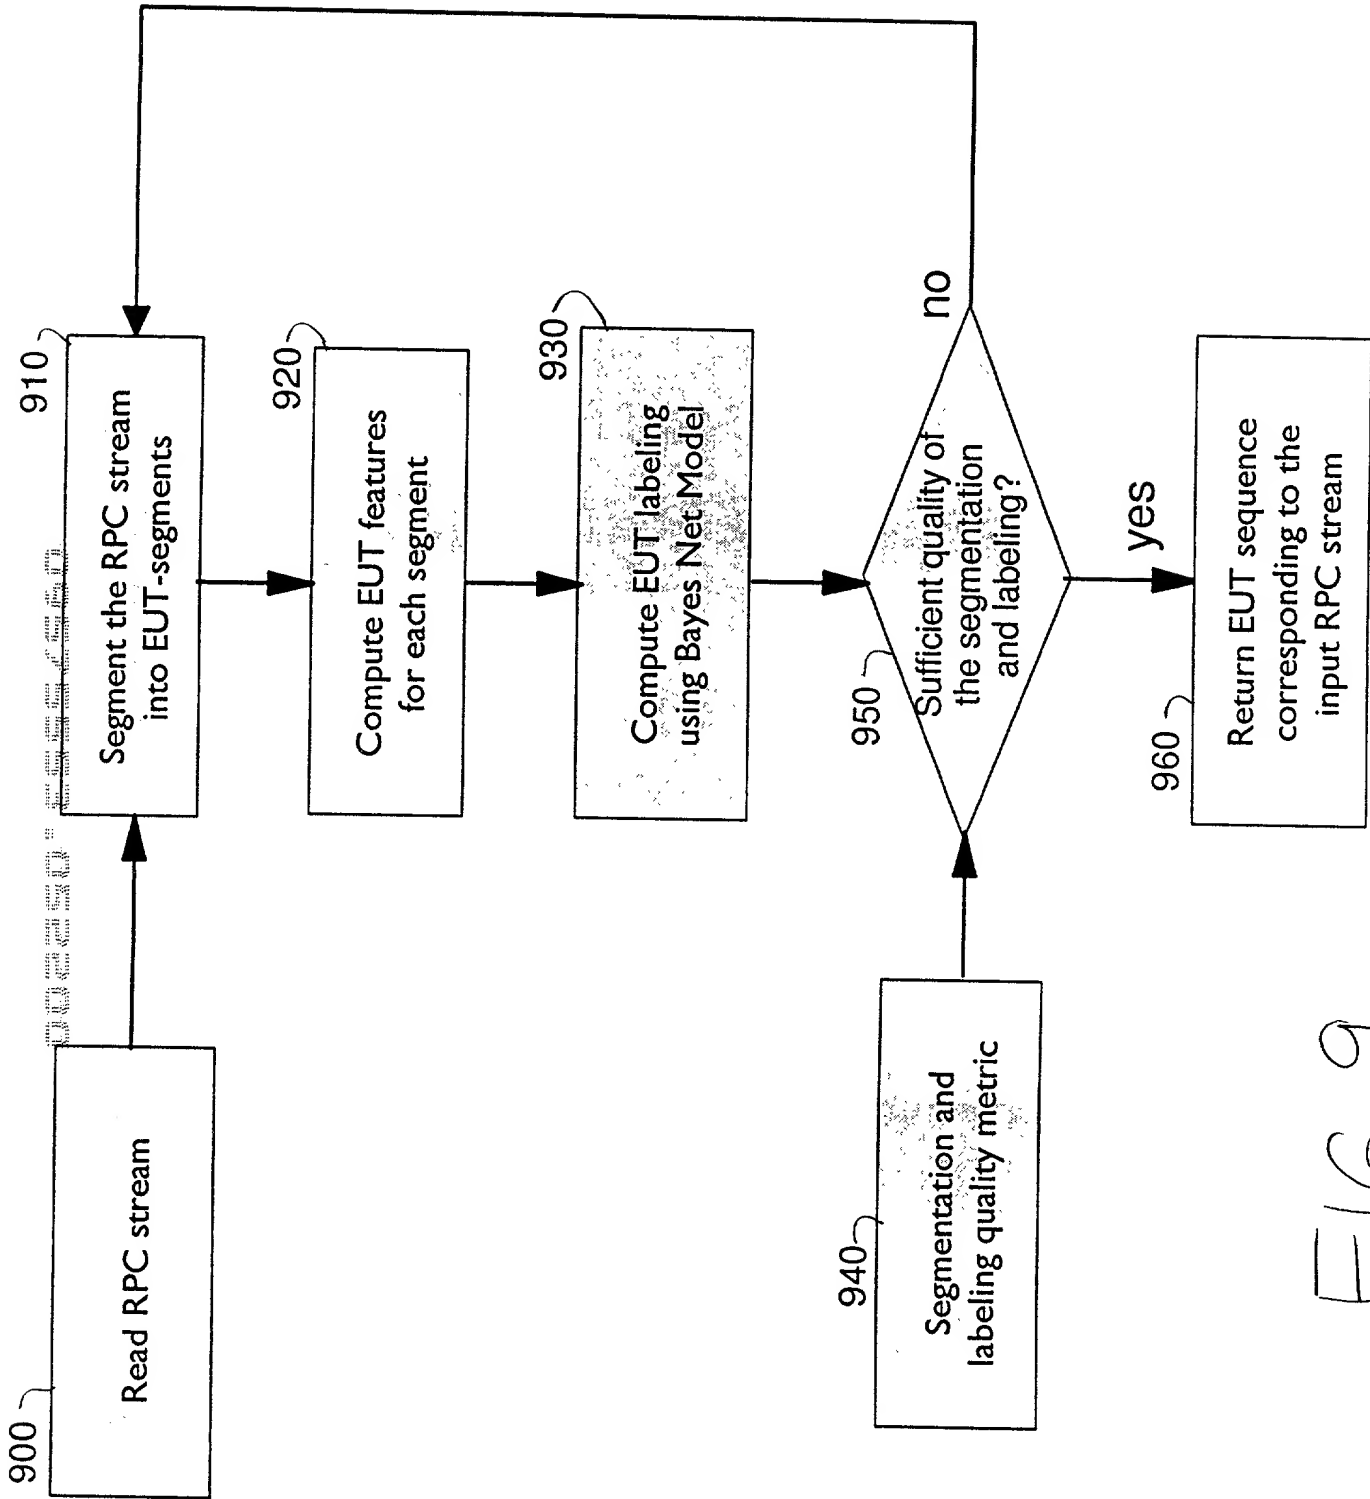 900
Read RPC stream
910
Segment the RPC stream
into EUT-segments
920
Compute EUT features
for each segment
930
Compute EUT labeling
using Bayes Net Model
940
Segmentation and
labeling quality metric
950
Sufficient quality of
the segmentation
and labeling?
no
yes
960
Return EUT sequence
corresponding to the
input RPC stream
FIG 9